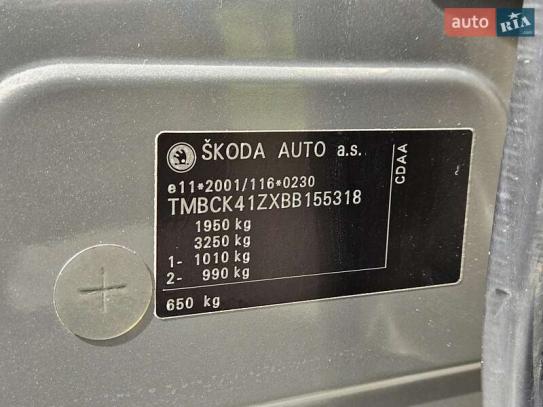 auto RIA
ŠKODA AUTO a.s.
e11*2001/116*0230
TMBCK41ZXBB155318
1950 kg
3250 kg
1- 1010 kg
2- 990 kg
650 kg
CDAA